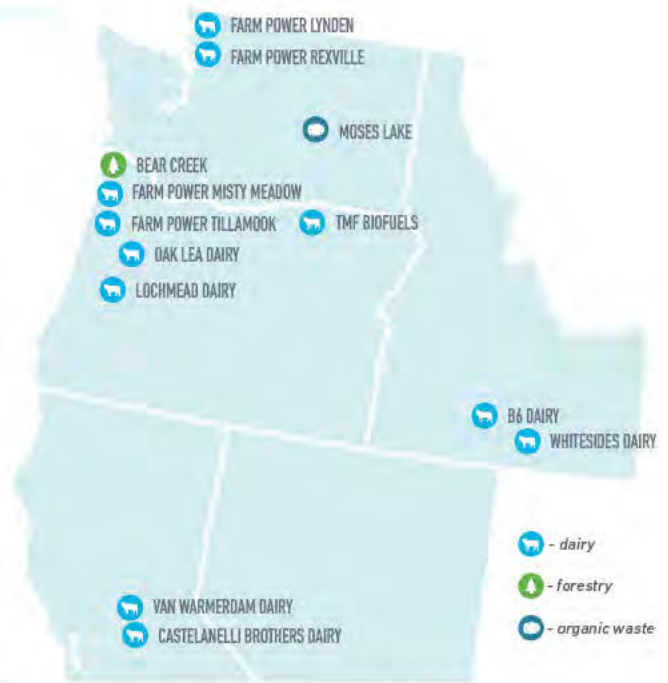 FARM POWER LYNDEN
FARM POWER REXVILLE
MOSES LAKE
BEAR CREEK
FARM POWER MISTY MEADOW
FARM POWER TILLAMOOK
TMF BIOFUELS
OAK LEA DAIRY
LOCHMEAD DAIRY
B6 DAIRY
WHITESIDES DAIRY
- dairy
- forestry
- organic waste
VAN WARMERDAM DAIRY
CASTELANELLI BROTHERS DAIRY